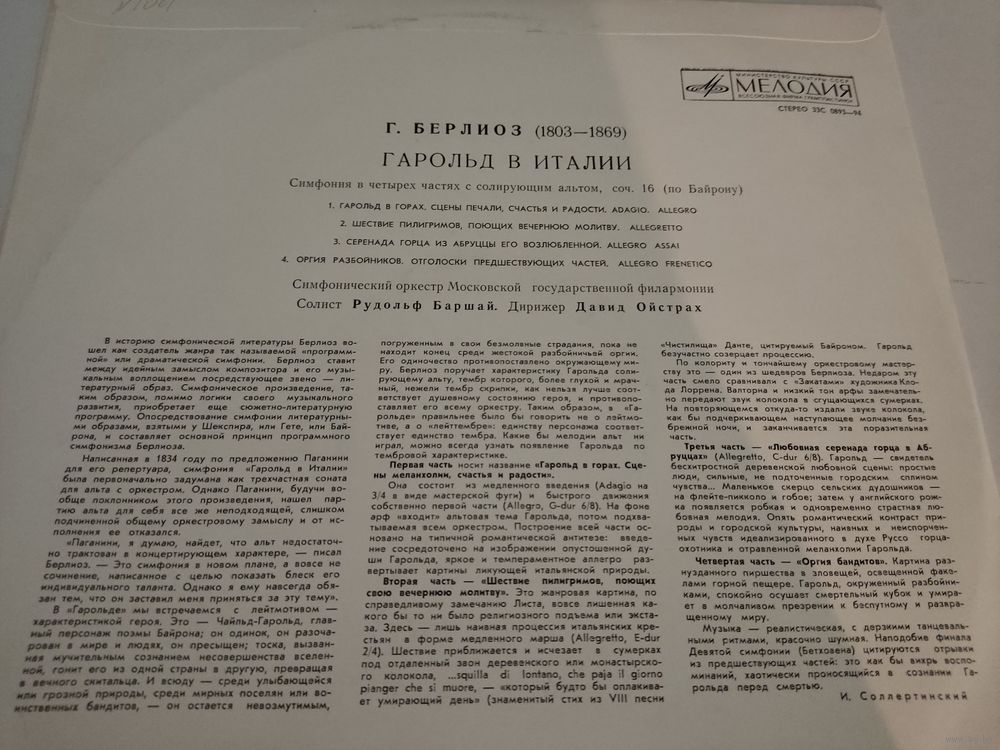 МИНИСТЕРСТВО КУЛЬТУРЫ СССР
МЕЛОДИЯ
ВСЕСОЮЗНАЯ ФИРМА ГРАМПЛАСТИНОК
СТЕРЕО 33С 0893—94
Г. БЕРЛИОЗ (1803—1869)
ГАРОЛЬД В ИТАЛИИ
Симфония в четырех частях с солирующим альтом, соч. 16 (по Байрону)
1. ГАРОЛЬД В ГОРАХ. СЦЕНЫ ПЕЧАЛИ, СЧАСТЬЯ И РАДОСТИ. ADAGIO. ALLEGRO
2. ШЕСТВИЕ ПИЛИГРИМОВ, ПОЮЩИХ ВЕЧЕРНЮЮ МОЛИТВУ. ALLEGRETTO
3. СЕРЕНАДА ГОРЦА ИЗ АБРУЦЦЫ ЕГО ВОЗЛЮБЛЕННОЙ. ALLEGRO ASSAI
4. ОРГИЯ РАЗБОЙНИКОВ. ОТГОЛОСКИ ПРЕДШЕСТВУЮЩИХ ЧАСТЕЙ. ALLEGRO FRENETICO
Симфонический оркестр Московской государственной филармонии
Солист Рудольф Баршай. Дирижер Давид Ойстрах
В историю симфонической литературы Берлиоз во-
шел как создатель жанра так называемой «программ-
ной» или драматической симфонии. Берлиоз ставит
между идейным замыслом композитора и его музы-
кальным воплощением посредствующее звено — ли-
тературный образ. Симфоническое произведение, та-
ким образом, помимо логики своего музыкального
развития, приобретает еще сюжетно-литературную
программу. Опосредствование симфонии литературны-
ми образами, взятыми у Шекспира, или Гете, или Бай-
рона, и составляет основной принцип программного
симфонизма Берлиоза.
Написанная в 1834 году по предложению Паганини
для его репертуара, симфония «Гарольд в Италии»
была первоначально задумана как трехчастная соната
для альта с оркестром. Однако Паганини, будучи во-
обще поклонником этого произведения, нашел пар-
тию альта для себя все же неподходящей, слишком
подчиненной общему оркестровому замыслу и от ис-
полнения ее отказался.
«Паганини, я думаю, найдет, что альт недостаточ-
но трактован в концертирующем характере, — писал
Берлиоз. — Это симфония в новом плане, а вовсе не
сочинение, написанное с целью показать блеск его
индивидуального таланта. Однако я ему навсегда обя-
зан тем, что он заставил меня приняться за эту тему».
В «Гарольде» мы встречаемся с лейтмотивом —
характеристикой героя. Это — Чайльд-Гарольд, глав-
ный персонаж поэмы Байрона; он одинок, он разоча-
рован в мире и людях, он пресыщен; тоска, вызван-
ная мучительным сознанием несовершенства вселен-
ной, гонит его из одной страны в другую, превращая
в вечного скитальца. И всюду — среди улыбающейся
или грозной природы, среди мирных поселян или во-
инственных бандитов, — он остается невозмутимым,
погруженным в свои безмолвные страдания, пока не
находит конец среди жестокой разбойничьей оргии.
Его одиночество противопоставлено окружающему ми-
ру. Берлиоз поручает характеристику Гарольда соли-
рующему альту, тембр которого, более глухой и мрач-
ный, нежели тембр скрипки, как нельзя лучше соот-
ветствует душевному состоянию героя, и противопо-
ставляет его всему оркестру. Таким образом, в «Га-
рольде» правильнее было бы говорить не о лейтмо-
тиве, а о «лейттембре»: единству персонажа соответ-
ствует единство тембра. Какие бы мелодии альт ни
играл, можно всегда узнать появление Гарольда по
тембровой характеристике.
Первая часть носит название «Гарольд в горах. Сце-
ны меланхолии, счастья и радости».
Она состоит из медленного введения (Adagio на
3/4 в виде мастерской фуги) и быстрого движения
собственно первой части (Allegro, G-dur 6/8). На фоне
арф «входит» альтовая тема Гарольда, потом подхва-
тываемая всем оркестром. Построение всей части ос-
новано на типичной романтической антитезе: введе-
ние сосредоточено на изображении опустошенной ду-
ши Гарольда, яркое и темпераментное аллегро раз-
вертывает картины ликующей итальянской природы.
Вторая часть — «Шествие пилигримов, поющих
свою вечернюю молитву». Это жанровая картина, по
справедливому замечанию Листа, вовсе лишенная ка-
кого бы то ни было религиозного подъема или экста-
за. Здесь — лишь наивная процессия итальянских кре-
стьян в форме медленного марша (Allegretto, E-dur
2/4). Шествие приближается и исчезает в сумерках
под отдаленный звон деревенского или монастырско-
го колокола, ...squilla di lontano, che paja il giorno
pianger che si muore, — «который будто бы оплакива-
ет умирающий день» (знаменитый стих из VIII песни
«Чистилища» Данте, цитируемый Байроном. Гарольд
безучастно созерцает процессию.
По колориту и тончайшему оркестровому мастер-
ству это — один из шедевров Берлиоза. Недаром эту
часть смело сравнивали с «Закатами» художника Кло-
да Лоррена. Валторна и низкий тон арфы замечатель-
но передают звук колокола в сгущающихся сумерках.
На повторяющемся откуда-то издали звуке колокола,
как бы подчеркивающем наступающее молчание без-
брежной ночи, и заканчивается эта поразительная
часть.
Третья часть — «Любовная серенада горца в Аб-
руццах» (Allegretto, C-dur 6/8). Гарольд — свидетель
бесхитростной деревенской любовной сцены: простые
люди, сильные, не подточенные городским сплином
чувства... Маленькое скерцо сельских дудошников —
на флейте-пикколо и гобое; затем у английского рож-
ка появляется робкая и одновременно страстная лю-
бовная мелодия. Опять романтический контраст при-
роды и городской культуры, наивных и неиспорчен-
ных чувств идеализированного в духе Руссо горца-
охотника и отравленной меланхолии Гарольда.
Четвертая часть — «Оргия бандитов». Картина раз-
нузданного пиршества в зловещей, освещенной факе-
лами горной пещере. Гарольд, окруженный разбойни-
ками, спокойно осушает смертельный кубок и умира-
ет в молчаливом презрении к беспутному и развра-
щенному миру.
Музыка — реалистическая, с дерзкими танцеваль-
ными ритмами, красочно шумная. Наподобие финала
Девятой симфонии (Бетховена) цитируются отрывки
из предшествующих частей: это как бы вихрь воспо-
минаний, хаотически проносящийся в сознании Га-
рольда перед смертью.
И. Соллертинский